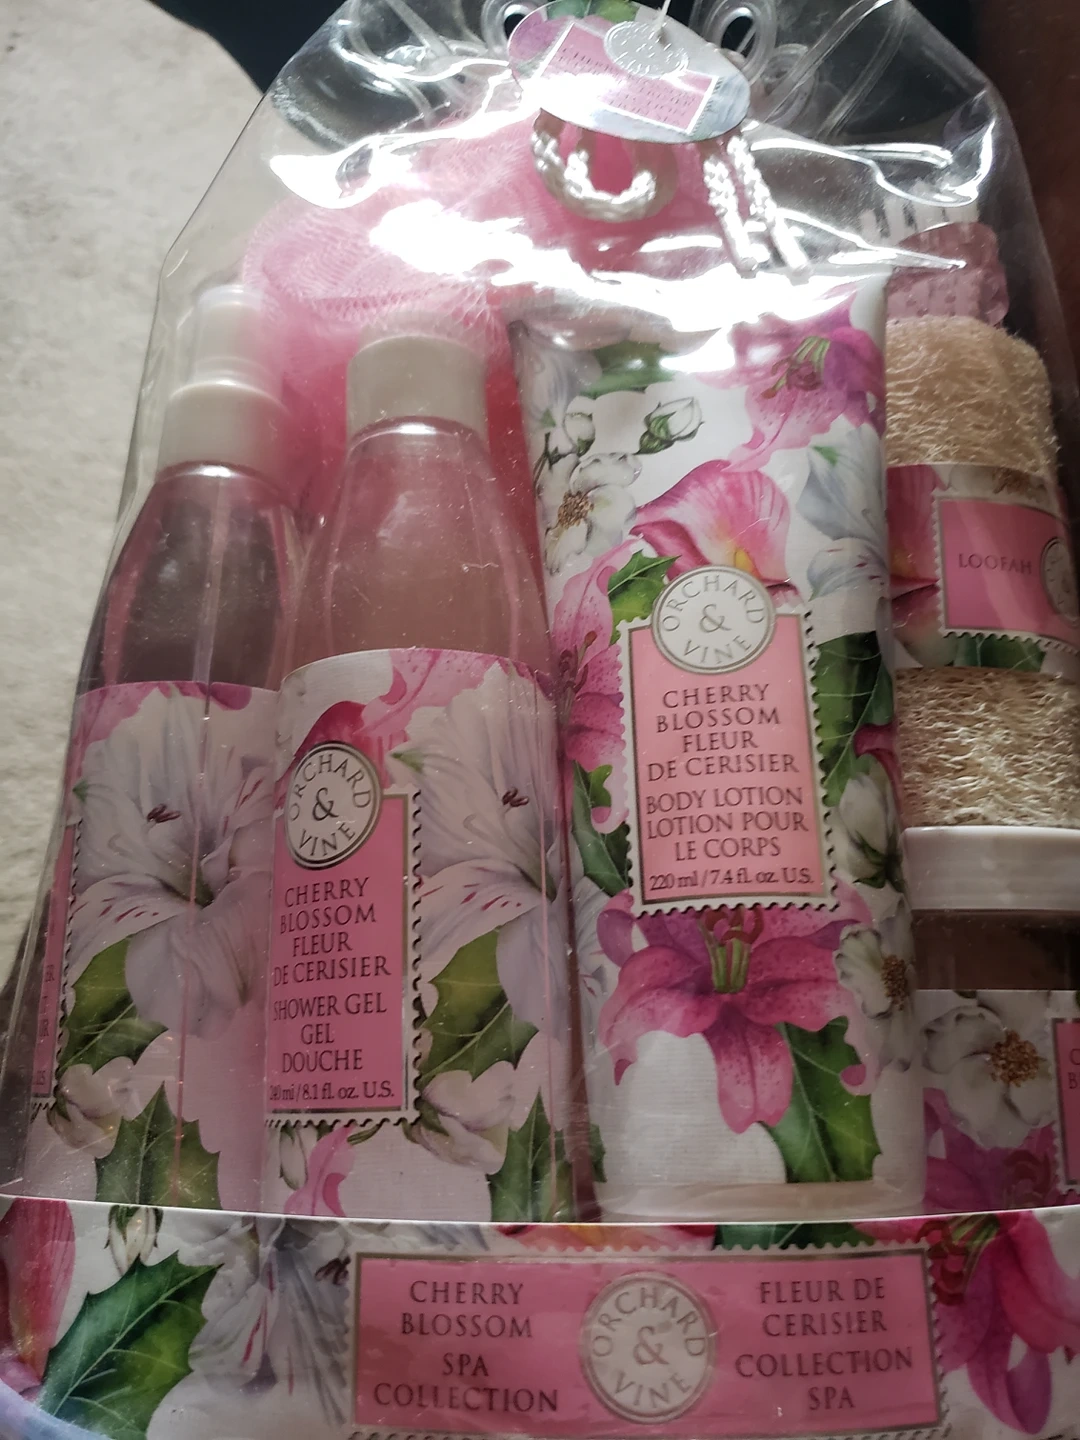 LOOFAH
ORCHARD
&
VINE
CHERRY
BLOSSOM
FLEUR
DE CERISIER
BODY LOTION
LOTION POUR
LE CORPS
220 ml / 7.4 fl. oz. U.S.
ORCHARD
&
VINE
CHERRY
BLOSSOM
FLEUR
DE CERISIER
SHOWER GEL
GEL
DOUCHE
240 ml / 8.1 fl. oz. U.S.
CHERRY
BLOSSOM
SPA
COLLECTION
ORCHARD
&
VINE
FLEUR DE
CERISIER
COLLECTION
SPA